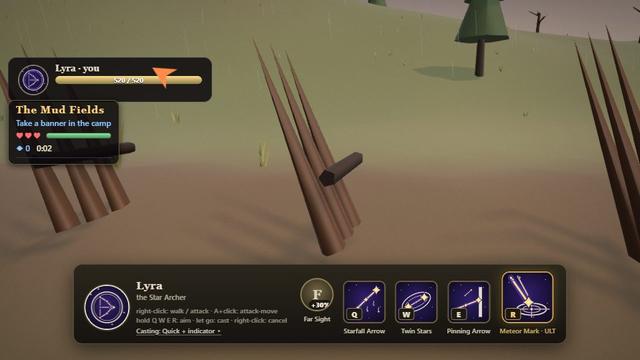 Lyra · you
520 / 520
The Mud Fields
Take a banner in the camp
0 0:02
Lyra
the Star Archer
right-click: walk / attack · A+click: attack-move
hold Q W E R: aim · let go: cast · right-click: cancel
Casting: Quick + indicator
F
+30%
Far Sight
Q
Starfall Arrow
W
Twin Stars
E
Pinning Arrow
R
Meteor Mark · ULT